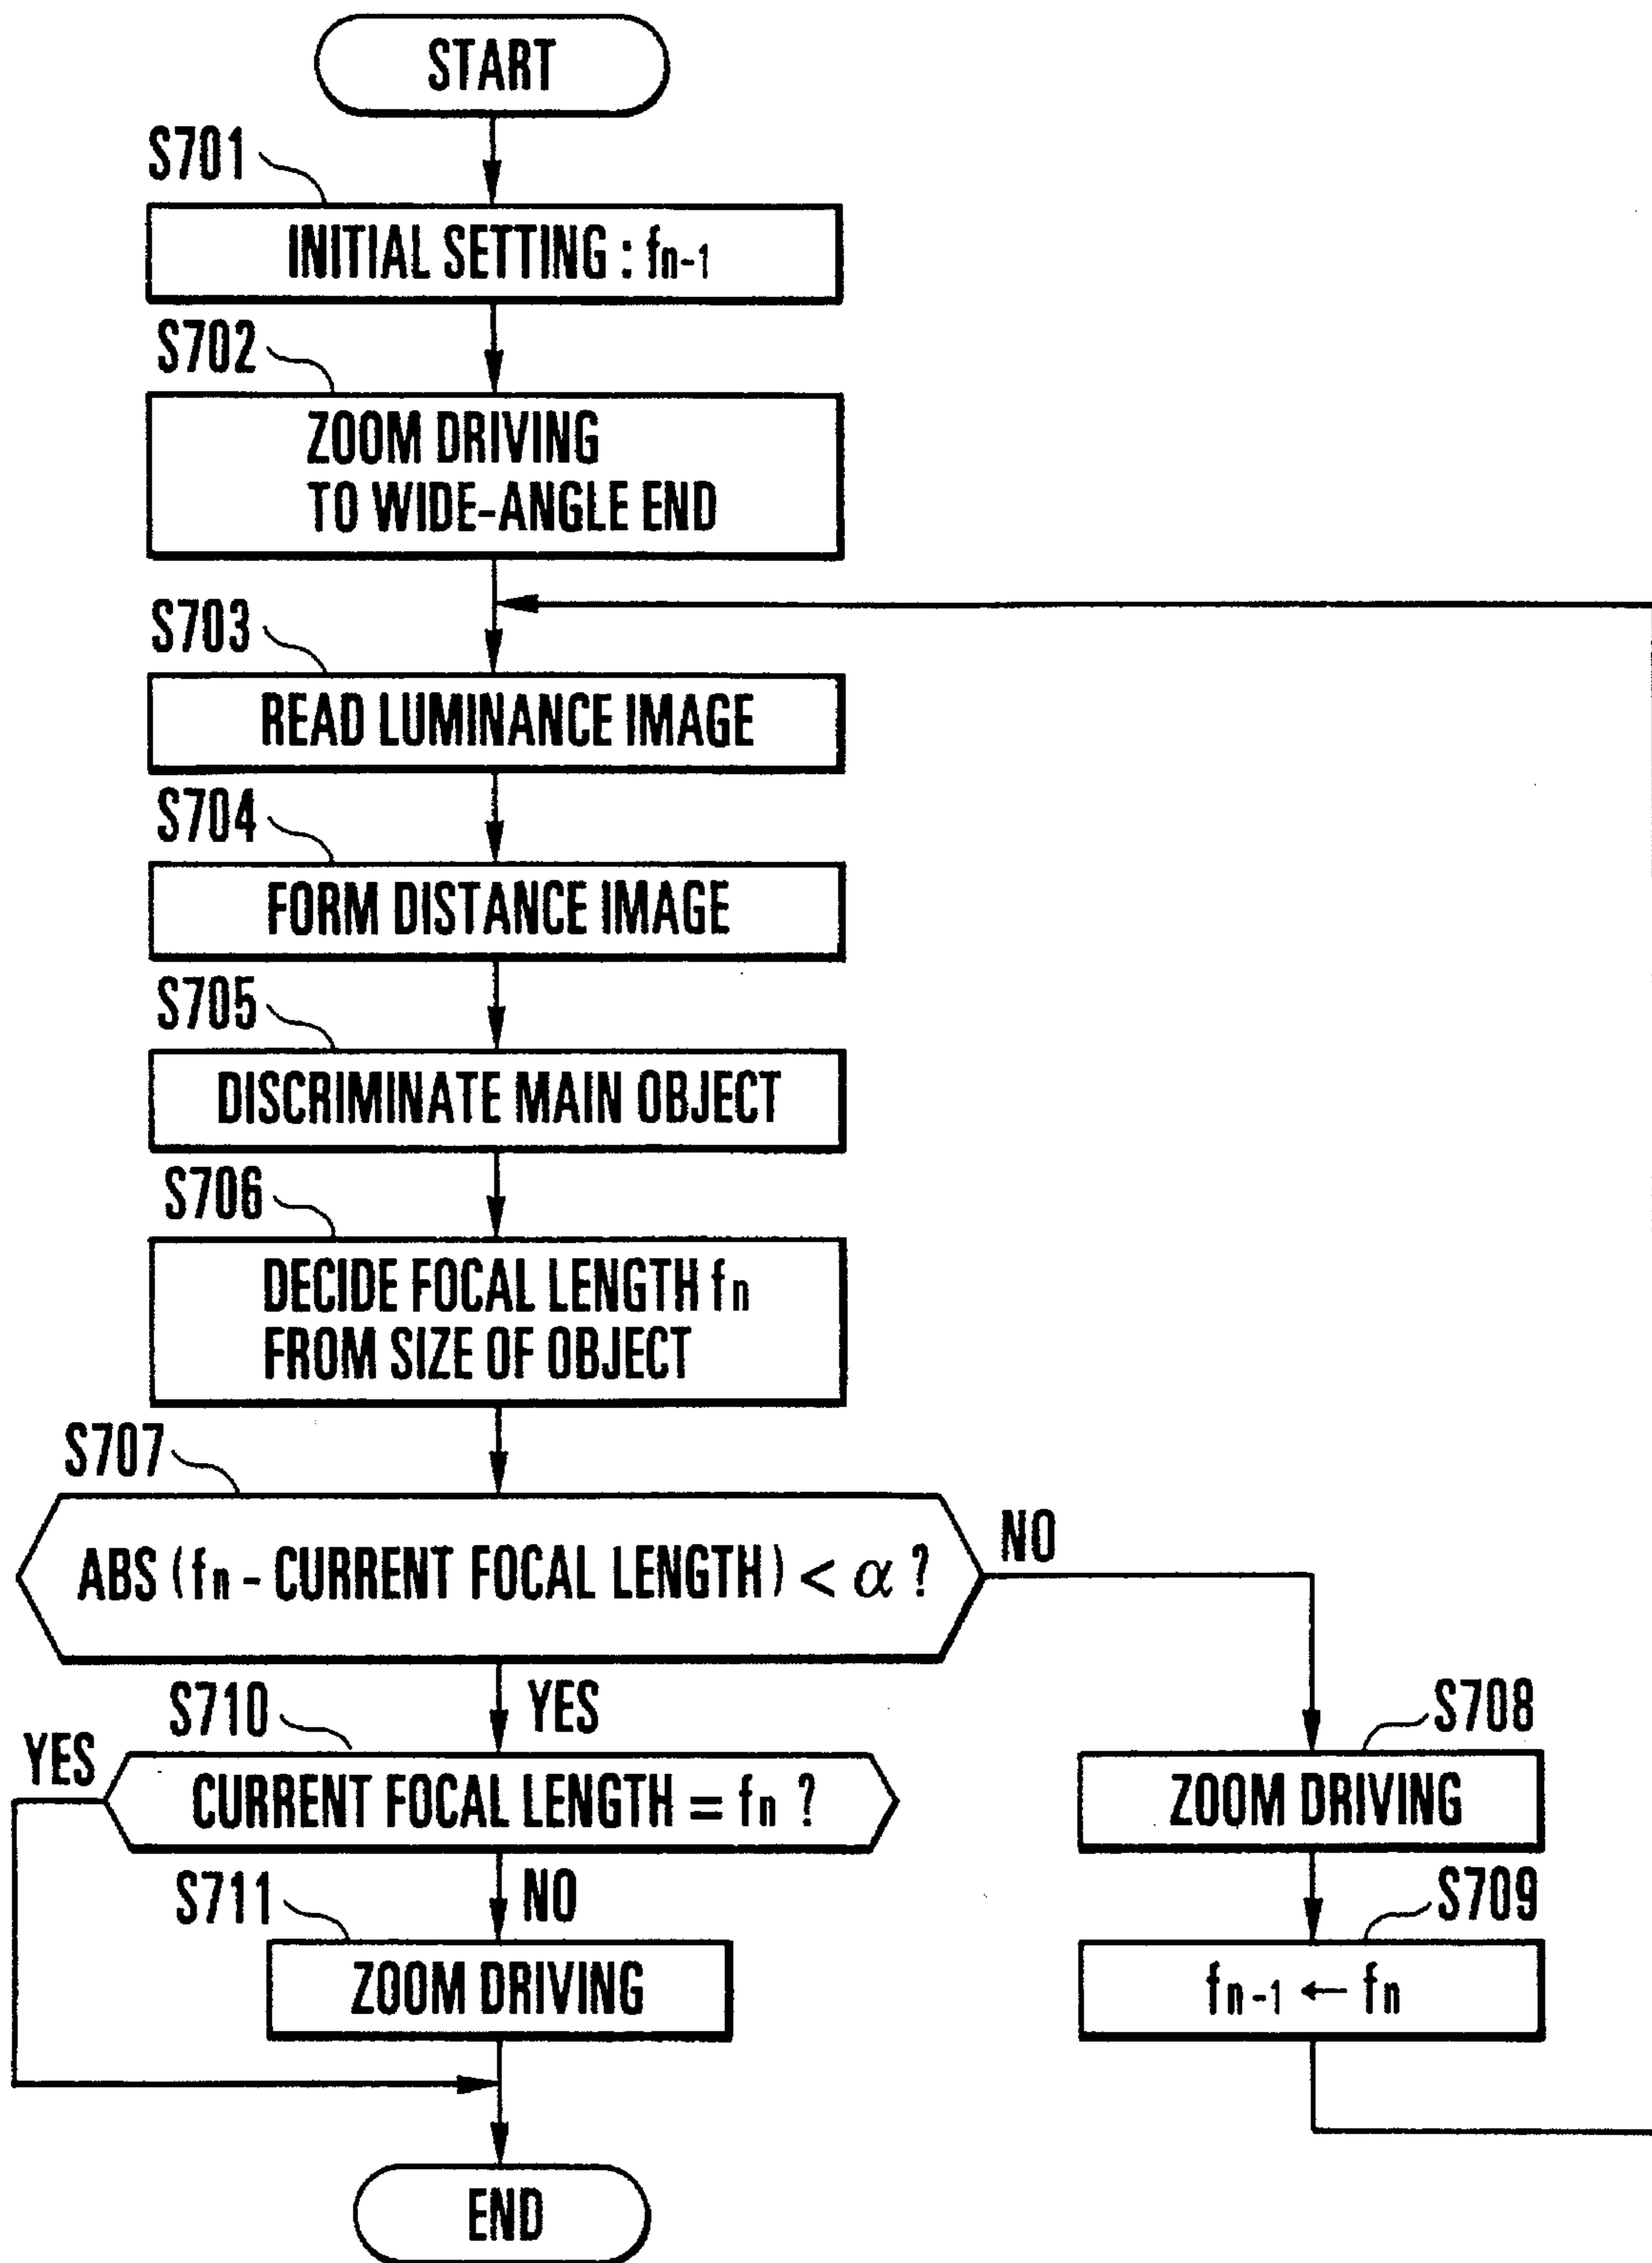 START
S701
INITIAL SETTING : fn-1
S702
ZOOM DRIVING
TO WIDE-ANGLE END
S703
READ LUMINANCE IMAGE
S704
FORM DISTANCE IMAGE
S705
DISCRIMINATE MAIN OBJECT
S706
DECIDE FOCAL LENGTH fn
FROM SIZE OF OBJECT
S707
ABS (fn - CURRENT FOCAL LENGTH) < α ?
NO
YES
S710
YES
CURRENT FOCAL LENGTH = fn ?
S711
NO
ZOOM DRIVING
S708
ZOOM DRIVING
S709
fn-1 ← fn
END